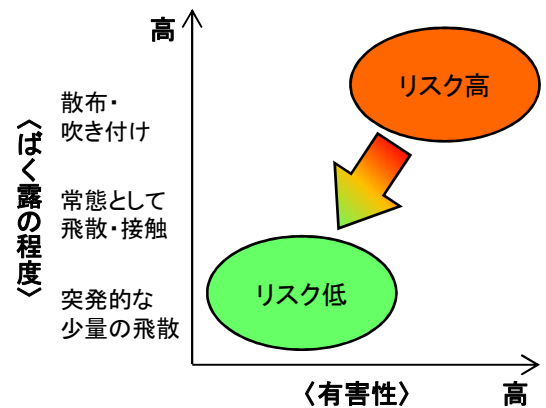 高
リスク高
散布・
吹き付け
〈ばく露の程度〉
常態として
飛散・接触
リスク低
突発的な
少量の飛散
〈有害性〉
高